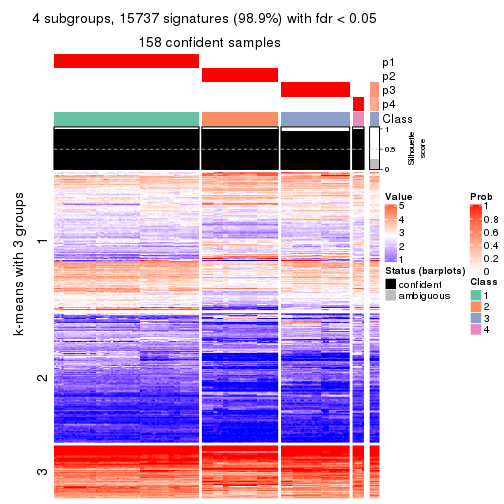 4 subgroups, 15737 signatures (98.9%) with fdr < 0.05
158 confident samples
p1
p2
p3
p4
Class
1
0.5
0
Silhouette
score
k-means with 3 groups
1
2
3
Value
5
4
3
2
1
Status (barplots)
confident
ambiguous
Prob
1
0.8
0.6
0.4
0.2
0
Class
1
2
3
4